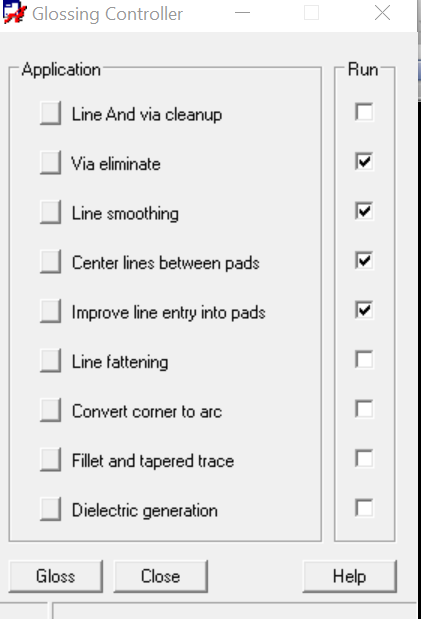 Glossing Controller
Application
Run
Line And via cleanup
Via eliminate
Line smoothing
Center lines between pads
Improve line entry into pads
Line fattening
Convert corner to arc
Fillet and tapered trace
Dielectric generation
Gloss
Close
Help